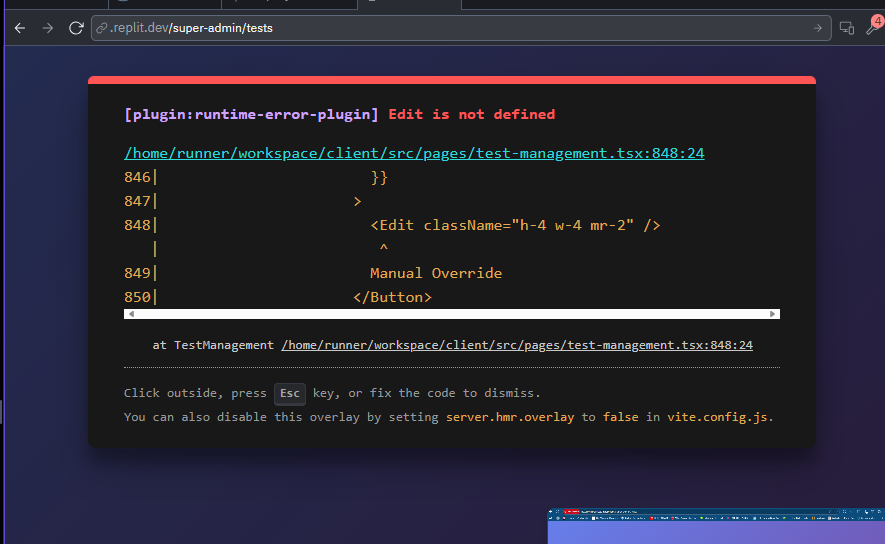 .replit.dev/super-admin/tests
4
[plugin:runtime-error-plugin] Edit is not defined
/home/runner/workspace/client/src/pages/test-management.tsx:848:24
846| }}
847| >
848| <Edit className="h-4 w-4 mr-2" />
| ^
849| Manual Override
850| </Button>
at TestManagement /home/runner/workspace/client/src/pages/test-management.tsx:848:24
Click outside, press Esc key, or fix the code to dismiss.
You can also disable this overlay by setting server.hmr.overlay to false in vite.config.js.